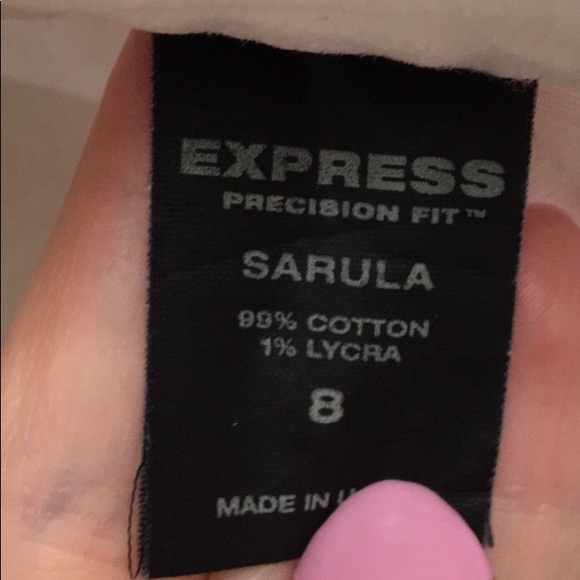 EXPRESS
PRECISION FIT™
SARULA
99% COTTON
1% LYCRA
8
MADE IN